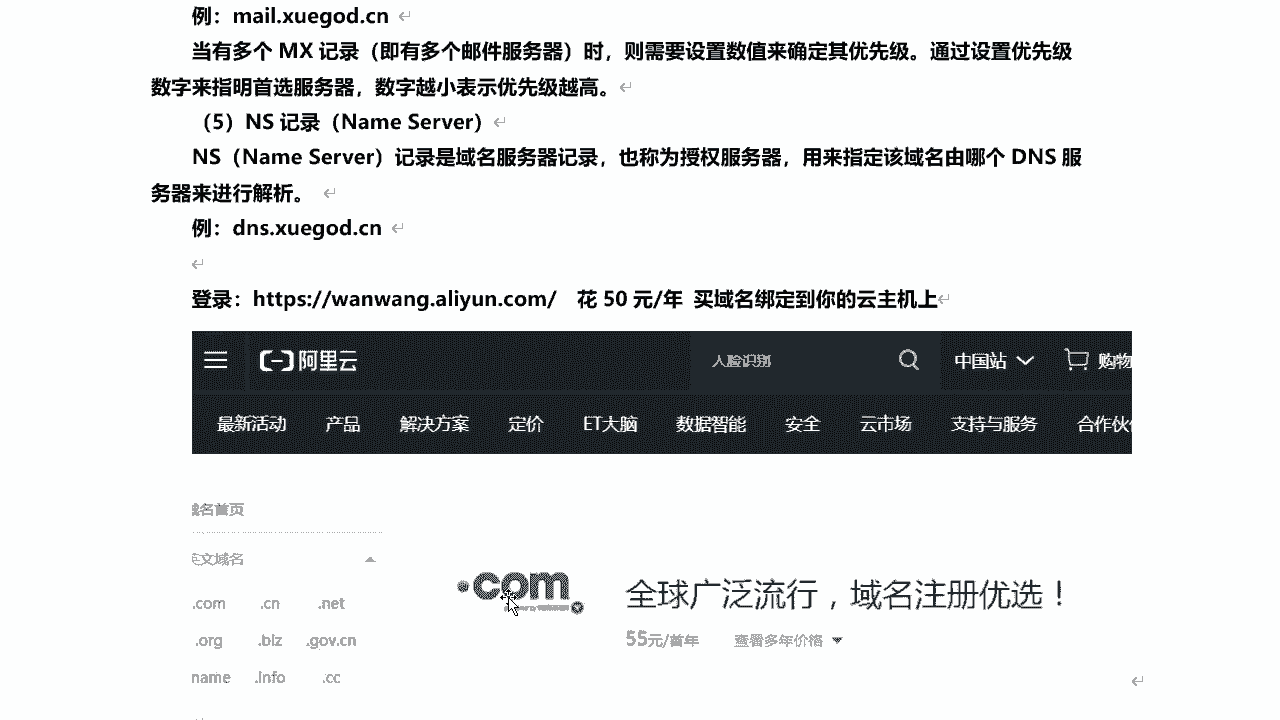 例：mail.xuegod.cn
当有多个 MX 记录（即有多个邮件服务器）时，则需要设置数值来确定其优先级。通过设置优先级
数字来指明首选服务器，数字越小表示优先级越高。
（5）NS 记录（Name Server）
NS（Name Server）记录是域名服务器记录，也称为授权服务器，用来指定该域名由哪个 DNS 服
务器来进行解析。
例：dns.xuegod.cn
登录：https://wanwang.aliyun.com/ 花 50 元/年 买域名绑定到你的云主机上
阿里云 人脸识别 中国站 购物
最新活动 产品 解决方案 定价 ET大脑 数据智能 安全 云市场 支持与服务 合作伙
域名首页
英文域名
.com .cn .net
.com 全球广泛流行，域名注册优选！
.org .biz .gov.cn
55元/首年 查看多年价格
name .info .cc